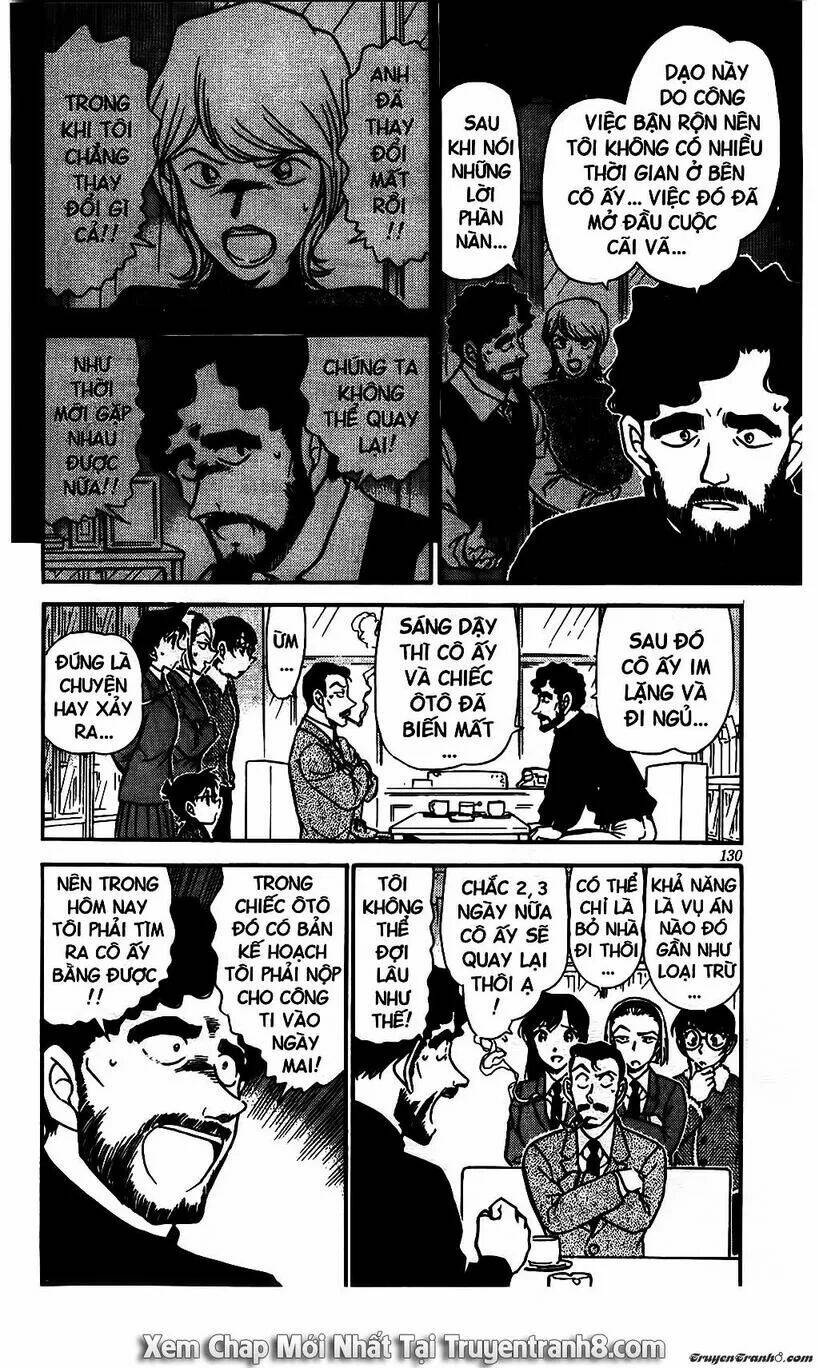 DẠO NÀY
DO CÔNG
VIỆC BẬN RỘN NÊN
TÔI KHÔNG CÓ NHIỀU
THỜI GIAN Ở BÊN
CÔ ẤY... VIỆC ĐÓ ĐÃ
MỞ ĐẦU CUỘC
CÃI VÃ...
SAU
KHI NÓI
NHỮNG
LỜI
PHÀN
NÀN...
ANH
ĐÃ
THAY
ĐỔI
MẤT
RỒI
!!
TRONG
KHI TÔI
CHẲNG
THAY
ĐỔI GÌ
CẢ!!
CHÚNG TA
KHÔNG
THỂ QUAY
LẠI!
NHƯ
THỜI
MỚI GẶP
NHAU
ĐƯỢC
NỮA!!
SAU ĐÓ
CÔ ẤY IM
LẶNG VÀ
ĐI NGỦ...
SÁNG DẬY
THÌ CÔ ẤY
VÀ CHIẾC
ÔTÔ ĐÃ
BIẾN MẤT
...
ỪM
...
ĐÚNG LÀ
CHUYỆN
HAY XẢY
RA...
130
KHẢ NĂNG
LÀ VỤ ÁN
NÀO ĐÓ
GẦN NHƯ
LOẠI TRỪ
...
CÓ THỂ
CHỈ LÀ
BỎ NHÀ
ĐI THÔI
...
CHẮC 2, 3
NGÀY NỮA
CÔ ẤY SẼ
QUAY LẠI
THÔI Ạ
!
TÔI
KHÔNG
THỂ
ĐỢI
LÂU
NHƯ
THẾ!
TRONG
CHIẾC ÔTÔ
ĐÓ CÓ BẢN
KẾ HOẠCH
TÔI PHẢI NỘP
CHO CÔNG
TI VÀO
NGÀY
MAI!
NÊN TRONG
HÔM NAY
TÔI PHẢI TÌM
RA CÔ ẤY
BẰNG ĐƯỢC
!!
Xem Chap Mới Nhất Tại Truyentranh8.com
TruyenTranh8.com